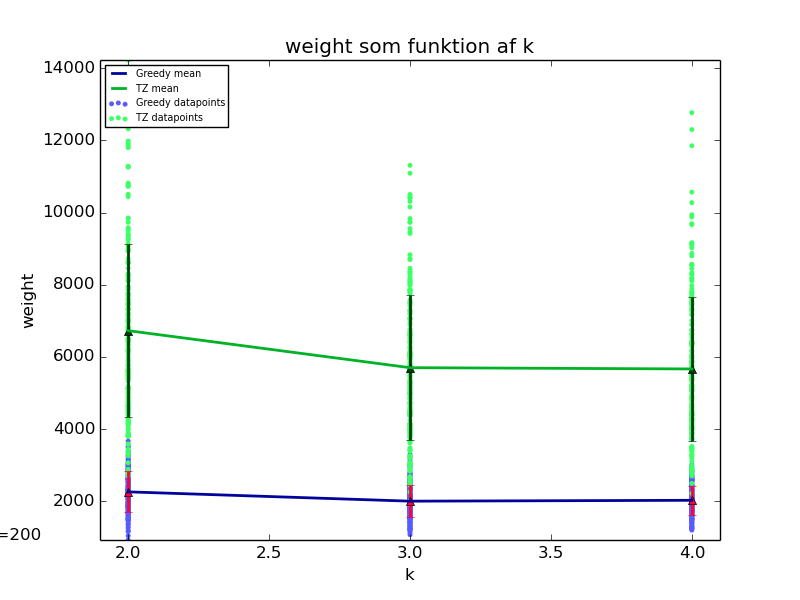 weight som funktion af k
Greedy mean
TZ mean
Greedy datapoints
TZ datapoints
14000
12000
10000
8000
6000
4000
2000
weight
=200
2.0 2.5 3.0 3.5 4.0
k